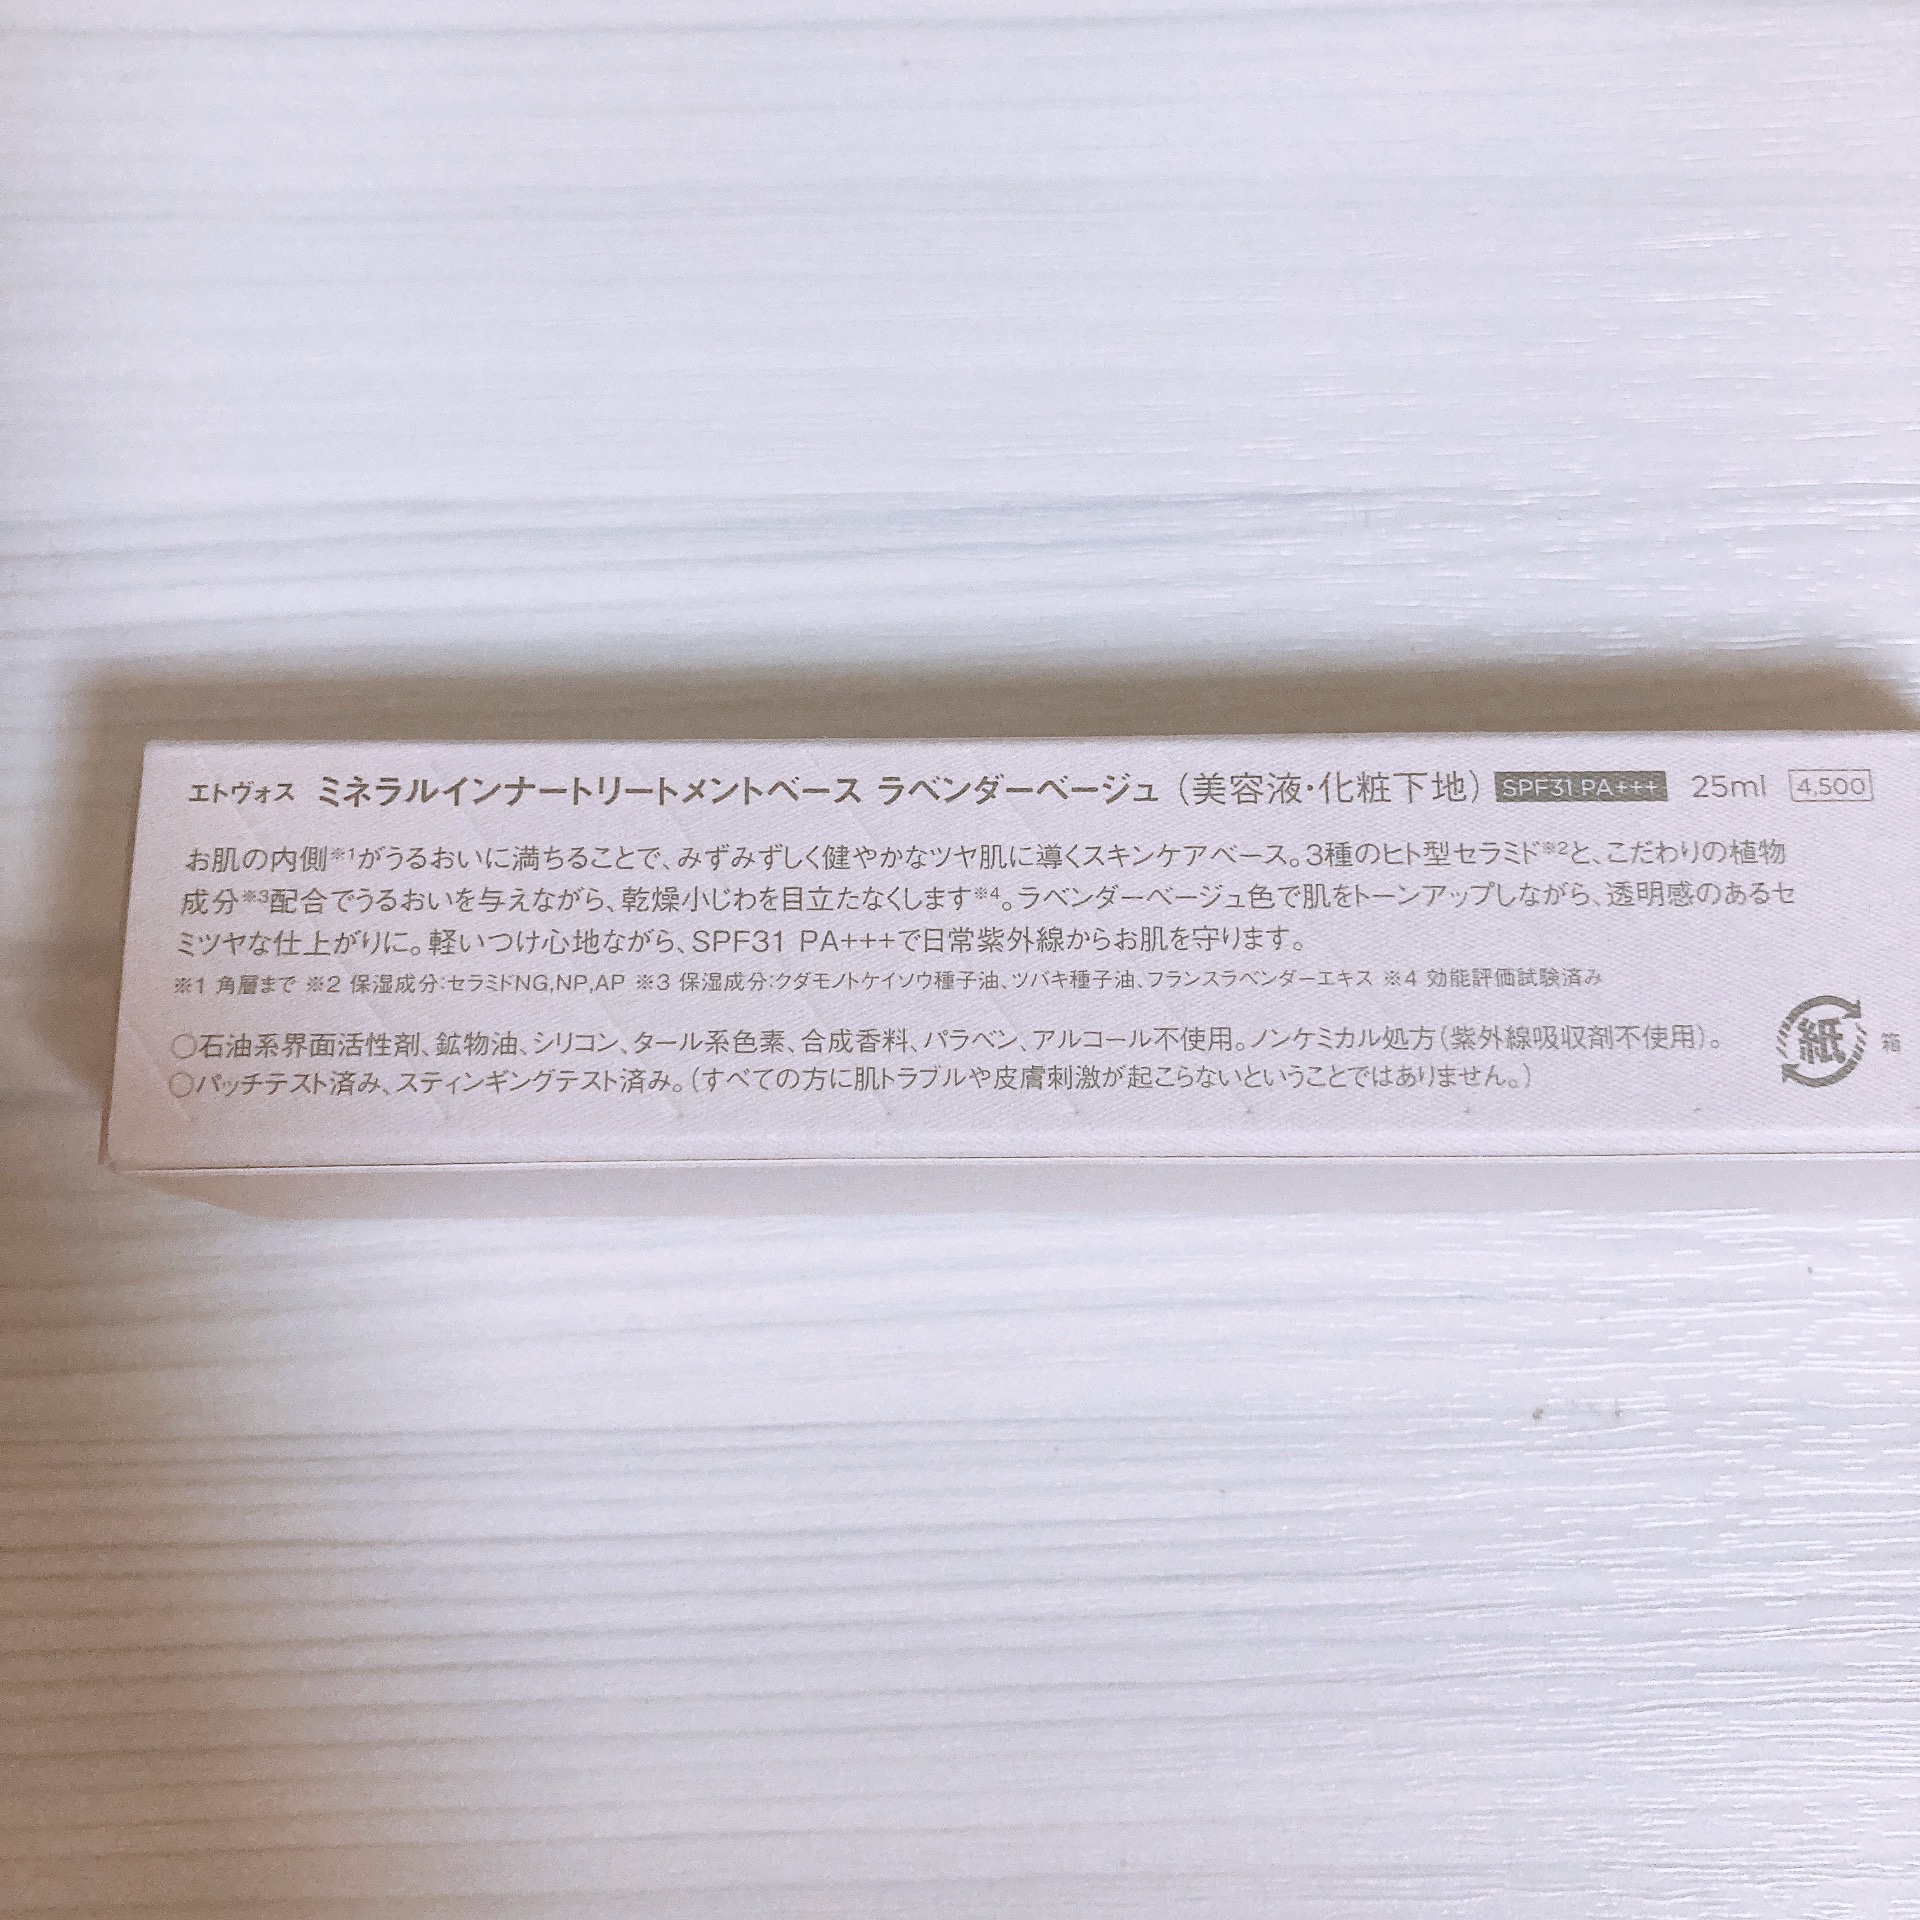 エトヴォス ミネラルインナートリートメントベース ラベンダーベージュ（美容液・化粧下地） SPF31 PA+++ 25ml 4,500
お肌の内側※1がうるおいに満ちることで、みずみずしく健やかなツヤ肌に導くスキンケアベース。3種のヒト型セラミド※2と、こだわりの植物
成分※3配合でうるおいを与えながら、乾燥小じわを目立たなくします※4。ラベンダーベージュ色で肌をトーンアップしながら、透明感のあるセ
ミツヤな仕上がりに。軽いつけ心地ながら、SPF31 PA+++で日常紫外線からお肌を守ります。
※1 角層まで ※2 保湿成分：セラミドNG,NP,AP ※3 保湿成分：クダモノトケイソウ種子油、ツバキ種子油、フランスラベンダーエキス ※4 効能評価試験済み
○石油系界面活性剤、鉱物油、シリコン、タール系色素、合成香料、パラベン、アルコール不使用。ノンケミカル処方（紫外線吸収剤不使用）。
○パッチテスト済み、スティンギングテスト済み。（すべての方に肌トラブルや皮膚刺激が起こらないということではありません。）
紙 箱